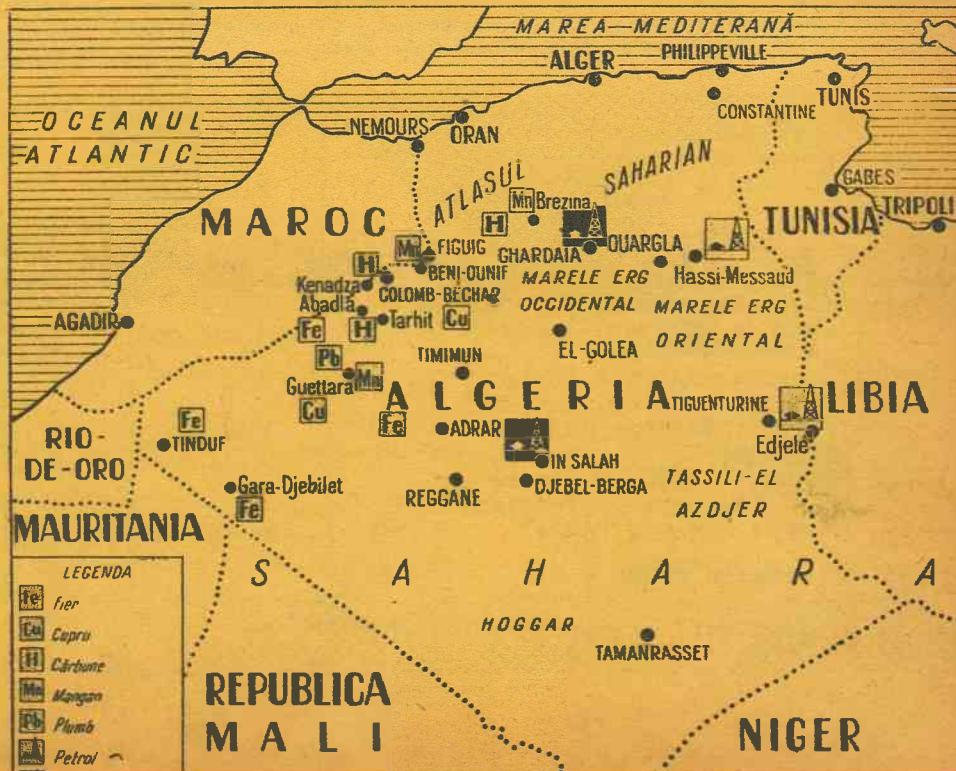 MAREA MEDITERANĂ
PHILIPPEVILLE
ALGER
TUNIS
CONSTANTINE
OCEANUL
ATLANTIC
NEMOURS
ORAN
ATLASUL
SAHARIAN
GABES
TRIPOLI
MAROC
TUNISIA
Mn
Brezina
H
GHARDAIA
OUARGLA
Hassi-Messaud
Mn
FIGUIG
BENI-OUNIF
H
Kenadza
COLOMB-BECHAR
Abadla
Tarhit
Cu
MARELE ERG
OCCIDENTAL
MARELE ERG
ORIENTAL
AGADIR
Fe
H
Pb
EL-GOLEA
TIMIMUN
Guettara
Mn
Cu
ALGERIA
TIGUENTURINE
LIBIA
Edjele
Fe
ADRAR
Fe
TINDUF
RIO-
DE-ORO
IN SALAH
DJEBEL-BERGA
REGGANE
TASSILI-EL
AZDJER
Gara-Djebilet
Fe
MAURITANIA
SAHARA
HOGGAR
TAMANRASSET
LEGENDA
Fe Fier
Cu Cupru
H Cărbune
Mn Mangan
Pb Plumb
Petrol
REPUBLICA
MALI
NIGER